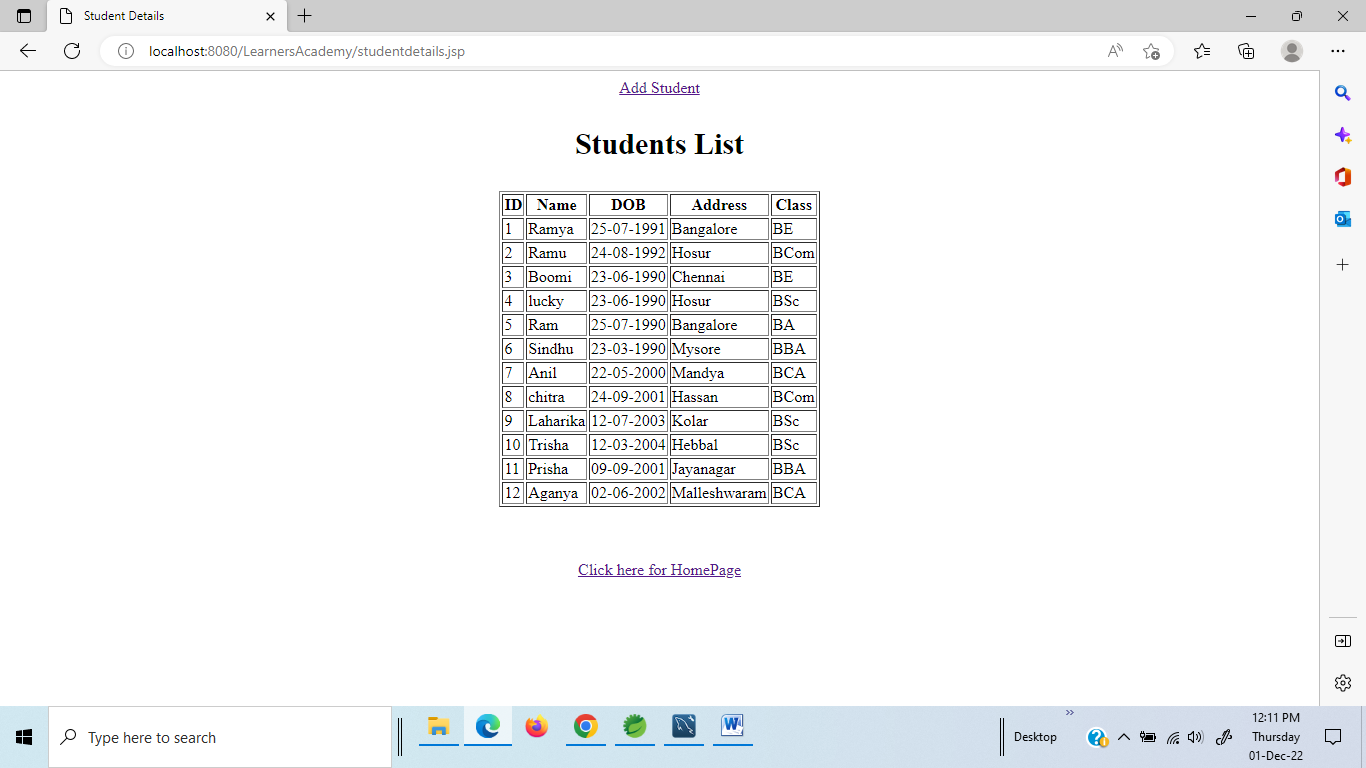 Student Details
localhost:8080/LearnersAcademy/studentdetails.jsp
Add Student
Students List
ID Name DOB Address Class
1 Ramya 25-07-1991 Bangalore BE
2 Ramu 24-08-1992 Hosur BCom
3 Boomi 23-06-1990 Chennai BE
4 lucky 23-06-1990 Hosur BSc
5 Ram 25-07-1990 Bangalore BA
6 Sindhu 23-03-1990 Mysore BBA
7 Anil 22-05-2000 Mandya BCA
8 chitra 24-09-2001 Hassan BCom
9 Laharika 12-07-2003 Kolar BSc
10 Trisha 12-03-2004 Hebbal BSc
11 Prisha 09-09-2001 Jayanagar BBA
12 Aganya 02-06-2002 Malleshwaram BCA
Click here for HomePage
Type here to search
Desktop
12:11 PM
Thursday
01-Dec-22